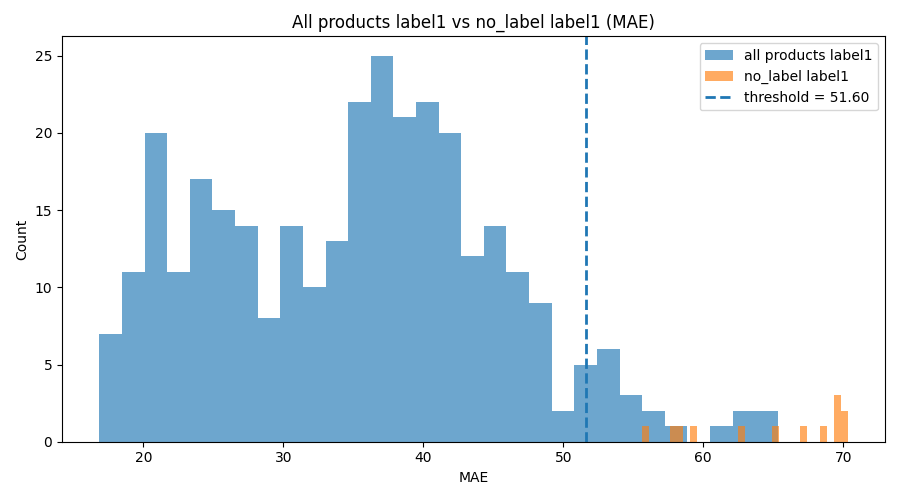 All products label1 vs no_label label1 (MAE)
all products label1
no_label label1
threshold = 51.60
25
20
15
10
5
0
Count
20 30 40 50 60 70
MAE